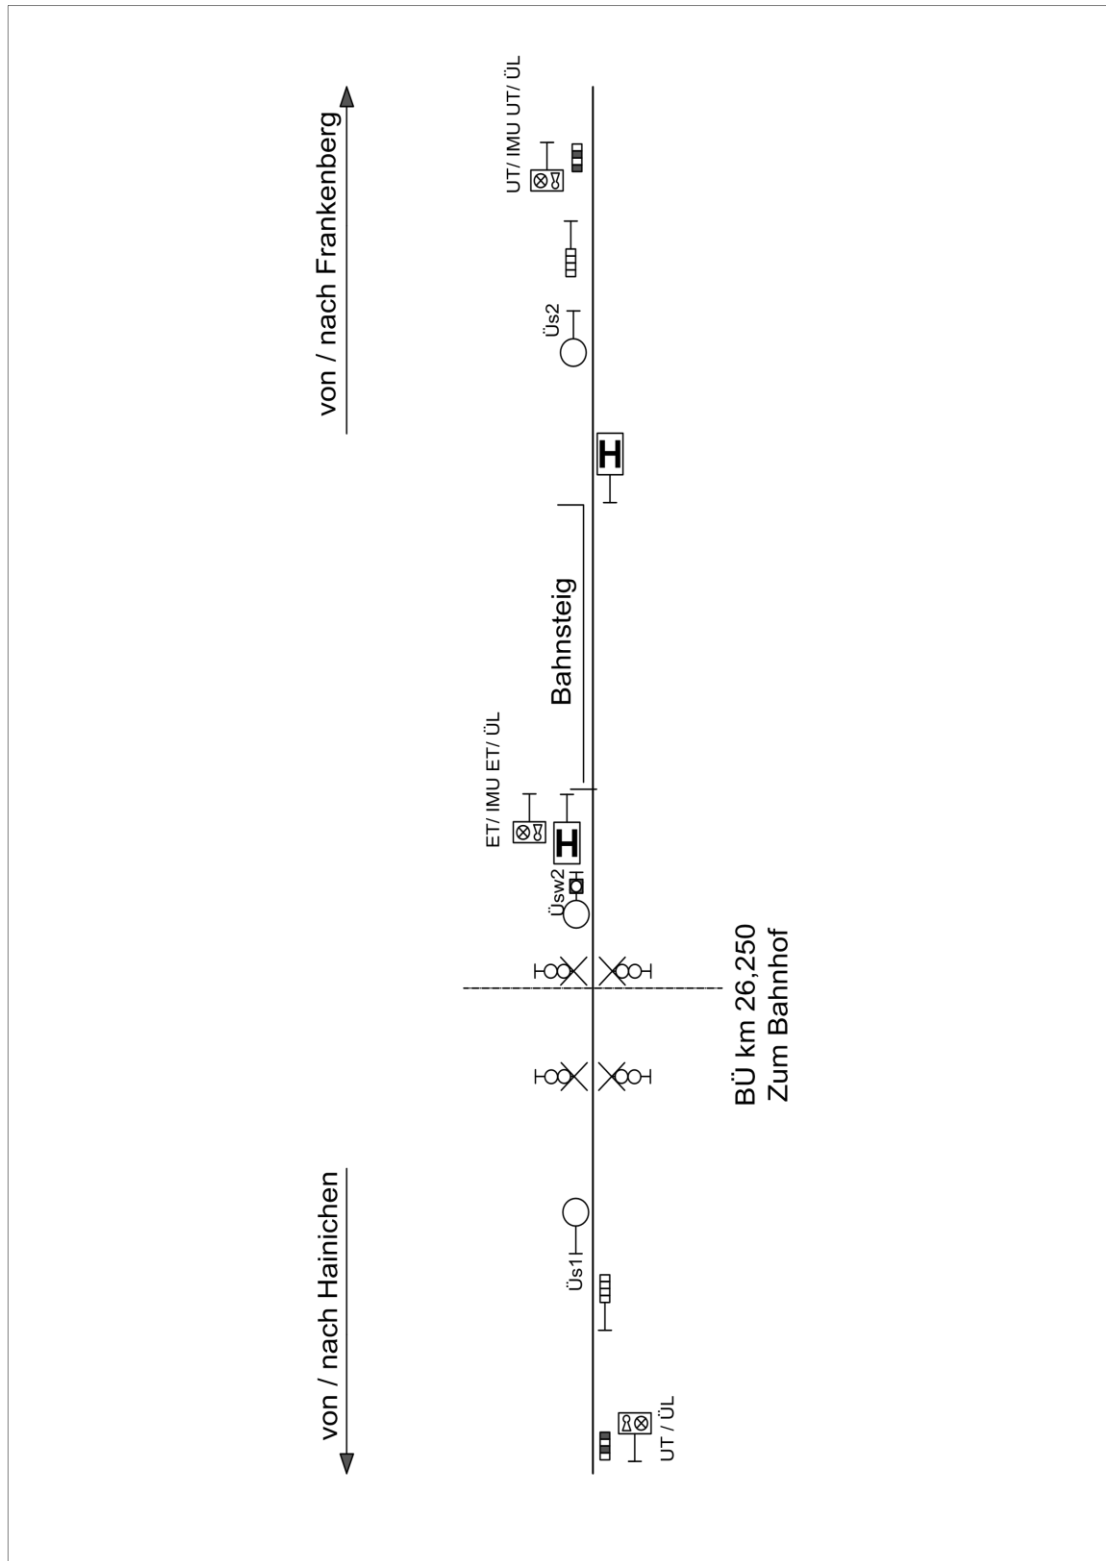 von / nach Hainichen
von / nach Frankenberg
UT / ÜL
Üs1
ET/ IMU ET/ ÜL
H
Üsw2
Bahnsteig
H
Üs2
UT/ IMU UT/ ÜL
BÜ km 26,250
Zum Bahnhof